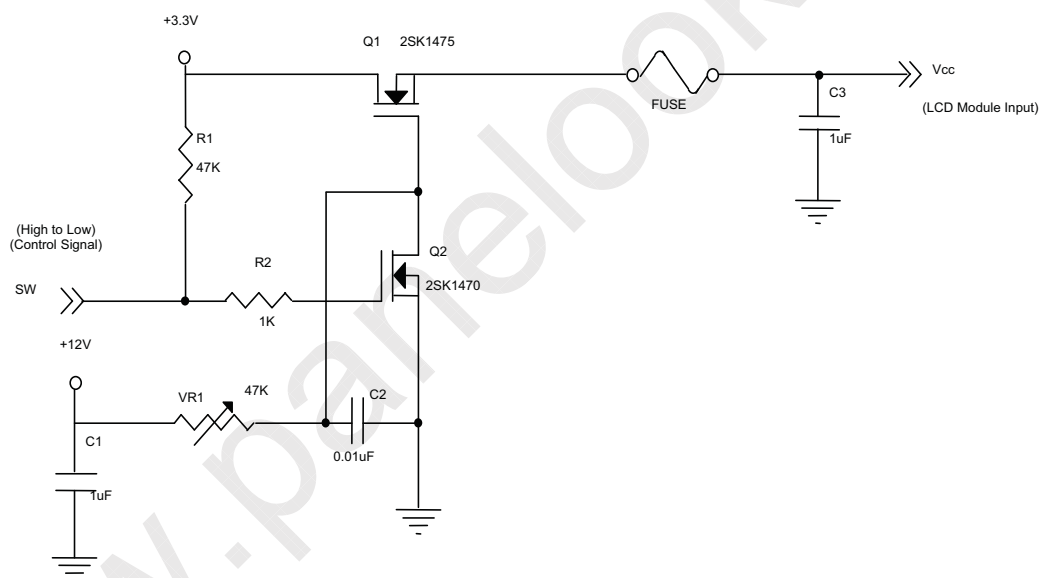 +3.3V
Q1 2SK1475
Vcc
FUSE
C3
(LCD Module Input)
1uF
R1
47K
(High to Low)
(Control Signal)
Q2
R2
SW
2SK1470
1K
+12V
VR1
47K
C2
C1
0.01uF
1uF
w.panelook